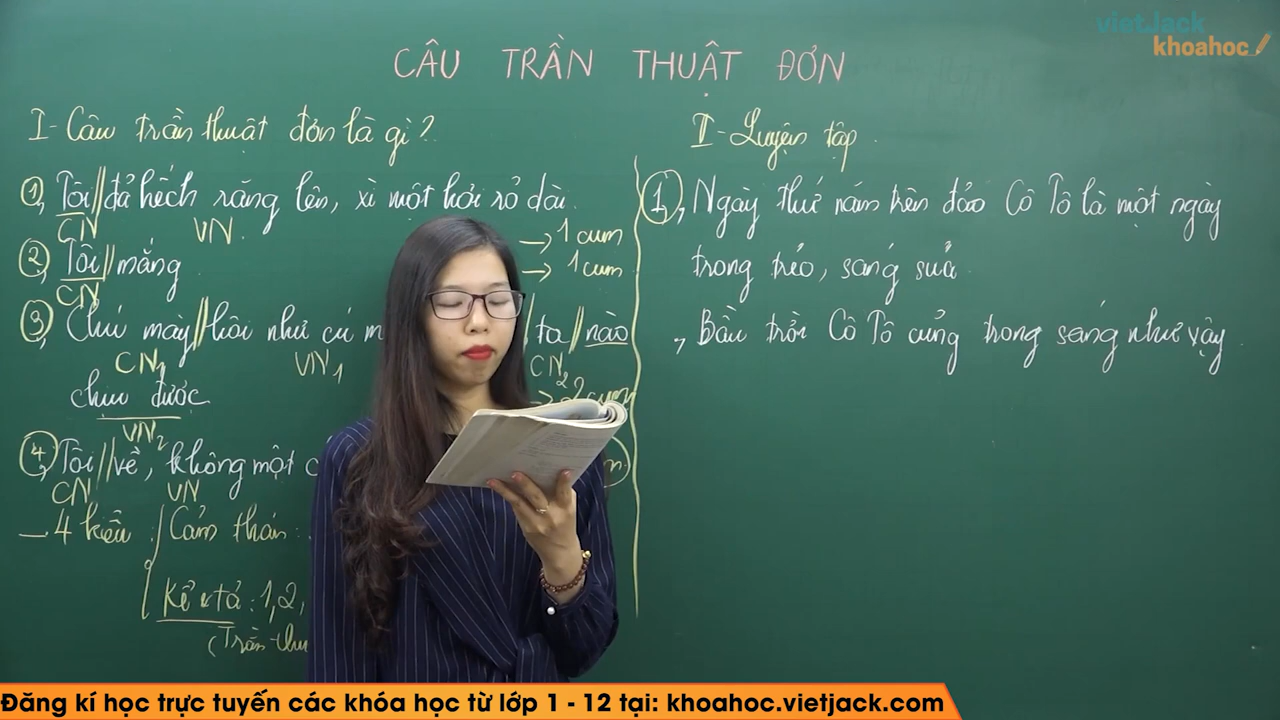 vietJack
khoahoc
CÂU TRẦN THUẬT ĐƠN
I- Câu trần thuật đơn là gì?
1, Tôi // đã hếch răng lên, xì một hơi rõ dài.
CN VN
→ 1 cụm
2, Tôi // mắng.
→ 1 cụm
CN
3, Chú mày // hôi như cú m , ta // nào
CN1 VN1 CN2
chịu được
→ 2 cụm
VN2
4, Tôi // về, không một
CN VN
- 4 kiểu
Cảm thán:
Kể tả: 1, 2,
(Trần
II- Luyện tập.
1, Ngày thứ năm trên đảo Cô Tô là một ngày
trong trẻo, sáng sủa.
, Bầu trời Cô Tô cũng trong sáng như vậy.
Đăng kí học trực tuyến các khóa học từ lớp 1 - 12 tại: khoahoc.vietjack.com